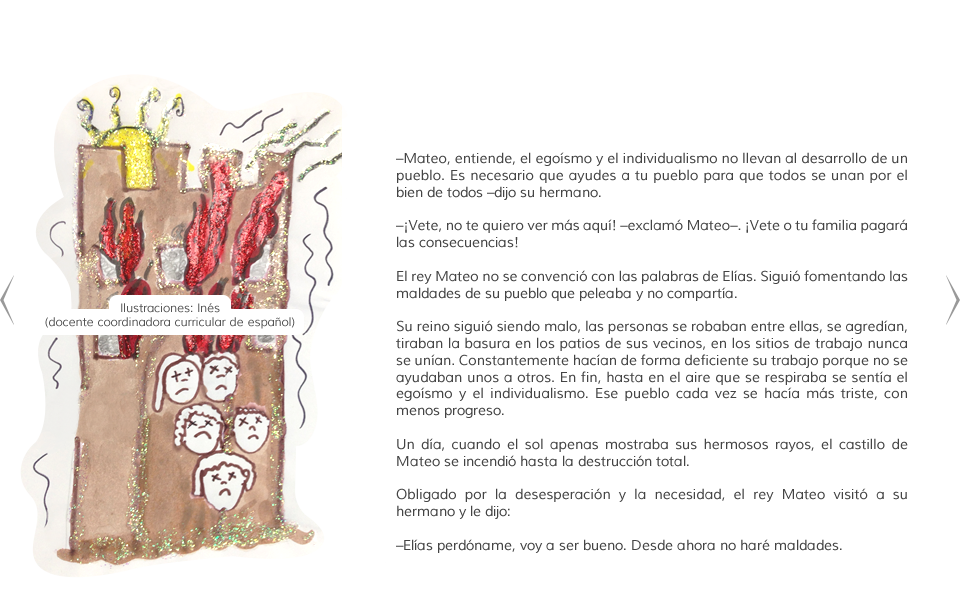 Ilustraciones: Inés
(docente coordinadora curricular de español)
–Mateo, entiende, el egoísmo y el individualismo no llevan al desarrollo de un
pueblo. Es necesario que ayudes a tu pueblo para que todos se unan por el
bien de todos –dijo su hermano.
–¡Vete, no te quiero ver más aquí! –exclamó Mateo–. ¡Vete o tu familia pagará
las consecuencias!
El rey Mateo no se convenció con las palabras de Elías. Siguió fomentando las
maldades de su pueblo que peleaba y no compartía.
Su reino siguió siendo malo, las personas se robaban entre ellas, se agredían,
tiraban la basura en los patios de sus vecinos, en los sitios de trabajo nunca
se unían. Constantemente hacían de forma deficiente su trabajo porque no se
ayudaban unos a otros. En fin, hasta en el aire que se respiraba se sentía el
egoísmo y el individualismo. Ese pueblo cada vez se hacía más triste, con
menos progreso.
Un día, cuando el sol apenas mostraba sus hermosos rayos, el castillo de
Mateo se incendió hasta la destrucción total.
Obligado por la desesperación y la necesidad, el rey Mateo visitó a su
hermano y le dijo:
–Elías perdóname, voy a ser bueno. Desde ahora no haré maldades.